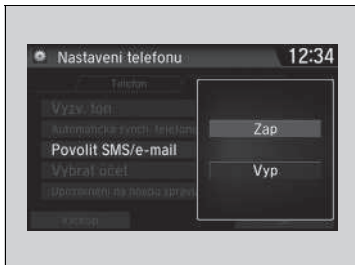 Nastavení telefonu 12:34
Telefon
Vyzv. tón
Automatická synch. telefonu
Povolit SMS/e-mail
Zap
Vybrat účet
Vyp
Upozornění na novou zprávu